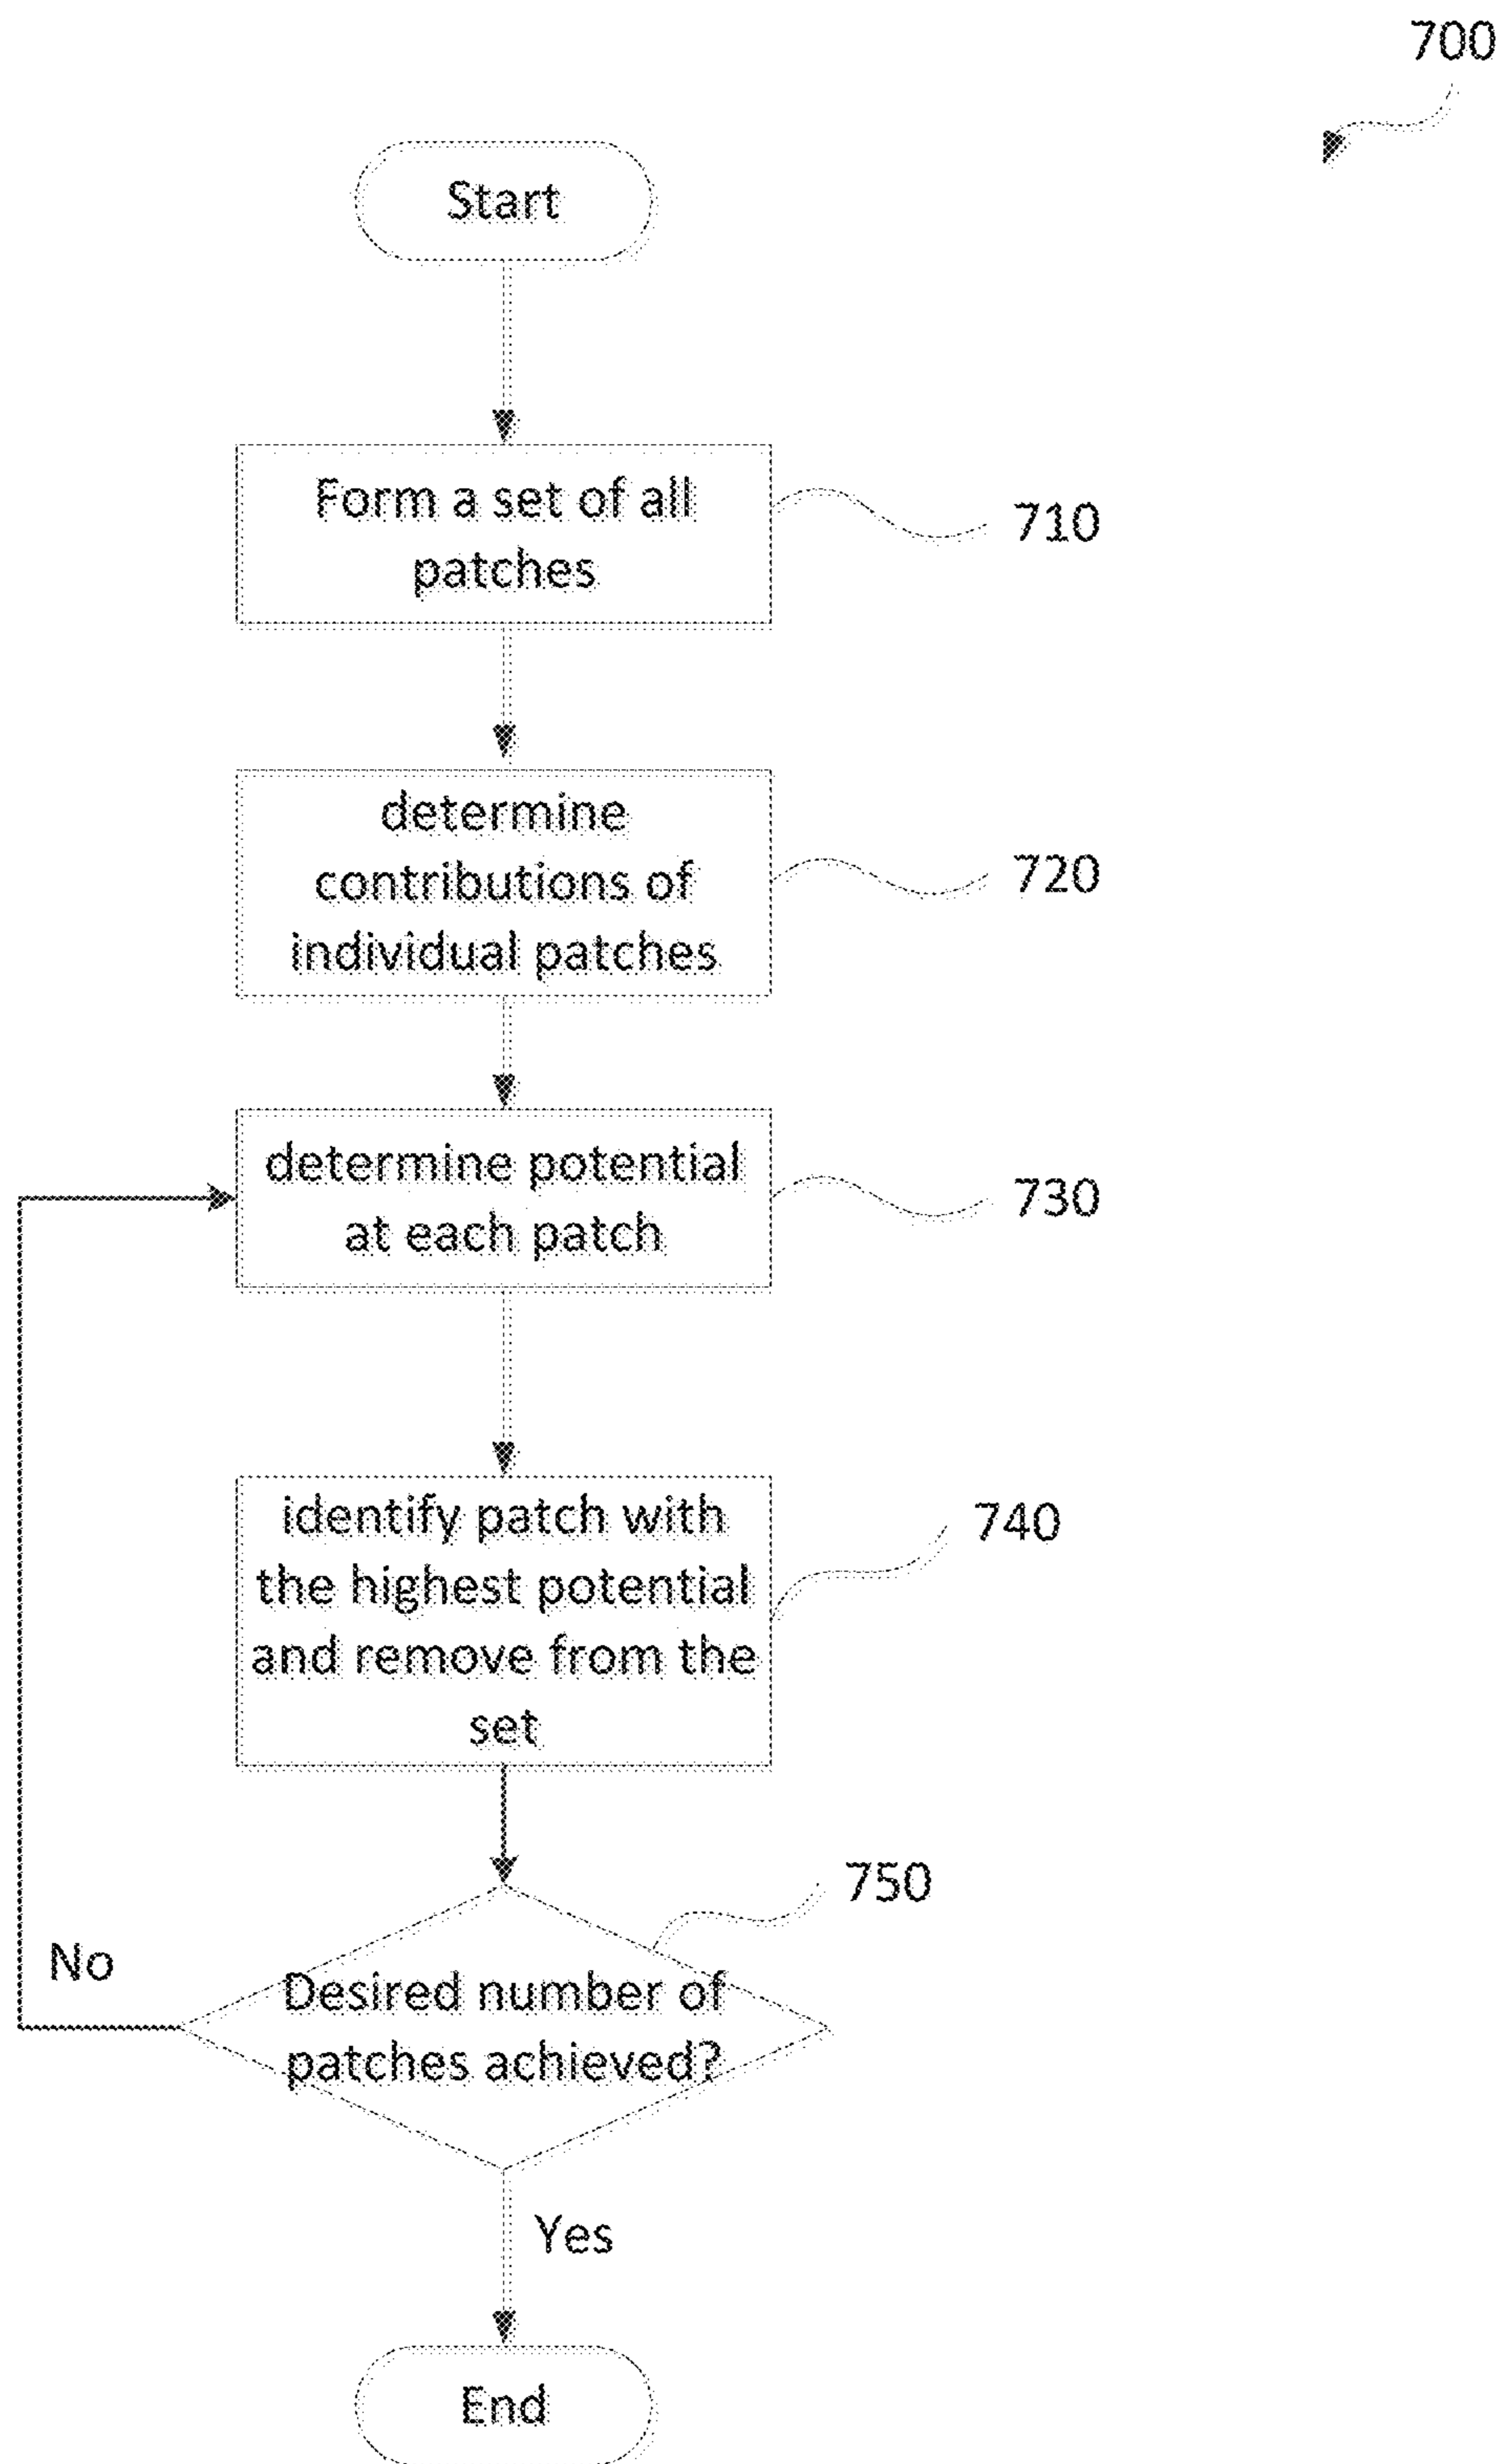 700
Start
Form a set of all
patches
710
determine
contributions of
individual patches
720
determine potential
at each patch
730
identify patch with
the highest potential
and remove from the
set
740
750
No
Desired number of
patches achieved?
Yes
End